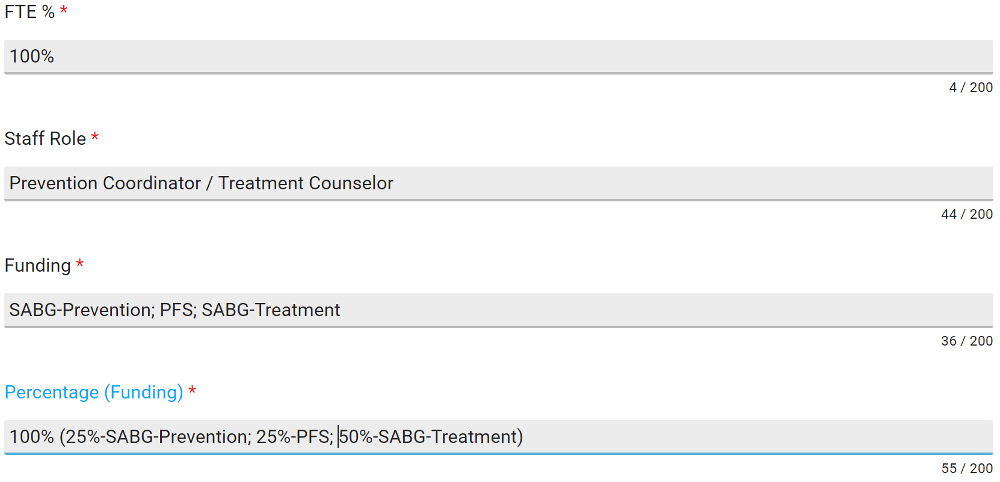 FTE % *
100%
4 / 200
Staff Role *
Prevention Coordinator / Treatment Counselor
44 / 200
Funding *
SABG-Prevention; PFS; SABG-Treatment
36 / 200
Percentage (Funding) *
100% (25%-SABG-Prevention; 25%-PFS; 50%-SABG-Treatment)
55 / 200